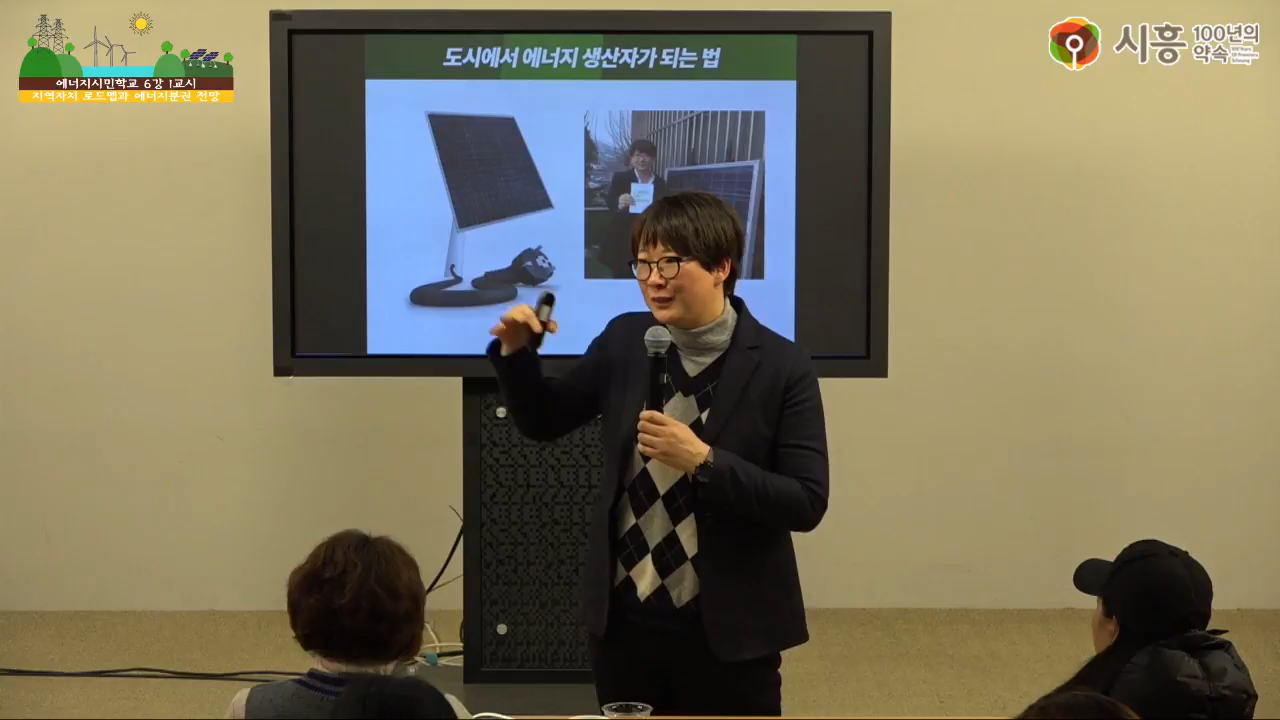 에너지시민학교 6강 1교시
지역자치 로드맵과 에너지분권 전망
도시에서 에너지 생산자가 되는 법
시흥 100년의 약속